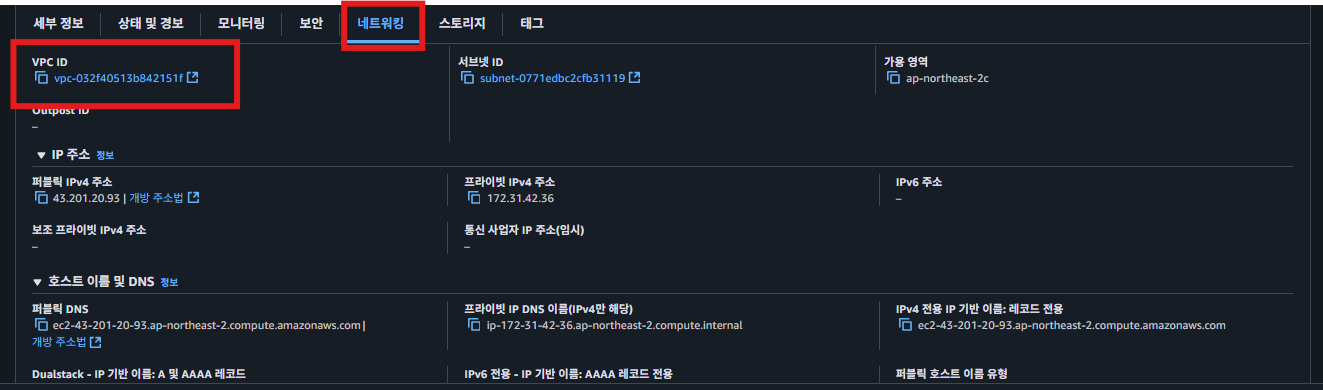 세부 정보 상태 및 경보 모니터링 보안 네트워킹 스토리지 태그
VPC ID 서브넷 ID 가용 영역
vpc-032f40513b842151f subnet-0771edbc2cfb31119 ap-northeast-2c
Outpost ID
–
▼ IP 주소 정보
퍼블릭 IPv4 주소 프라이빗 IPv4 주소 IPv6 주소
43.201.20.93 | 개방 주소법 172.31.42.36 –
보조 프라이빗 IPv4 주소 통신 사업자 IP 주소(임시)
– –
▼ 호스트 이름 및 DNS 정보
퍼블릭 DNS 프라이빗 IP DNS 이름(IPv4만 해당) IPv4 전용 IP 기반 이름: 레코드 전용
ec2-43-201-20-93.ap-northeast-2.compute.amazonaws.com | ip-172-31-42-36.ap-northeast-2.compute.internal ec2-43-201-20-93.ap-northeast-2.compute.amazonaws.com
개방 주소법
Dualstack - IP 기반 이름: A 및 AAAA 레코드 IPv6 전용 - IP 기반 이름: AAAA 레코드 전용 퍼블릭 호스트 이름 유형